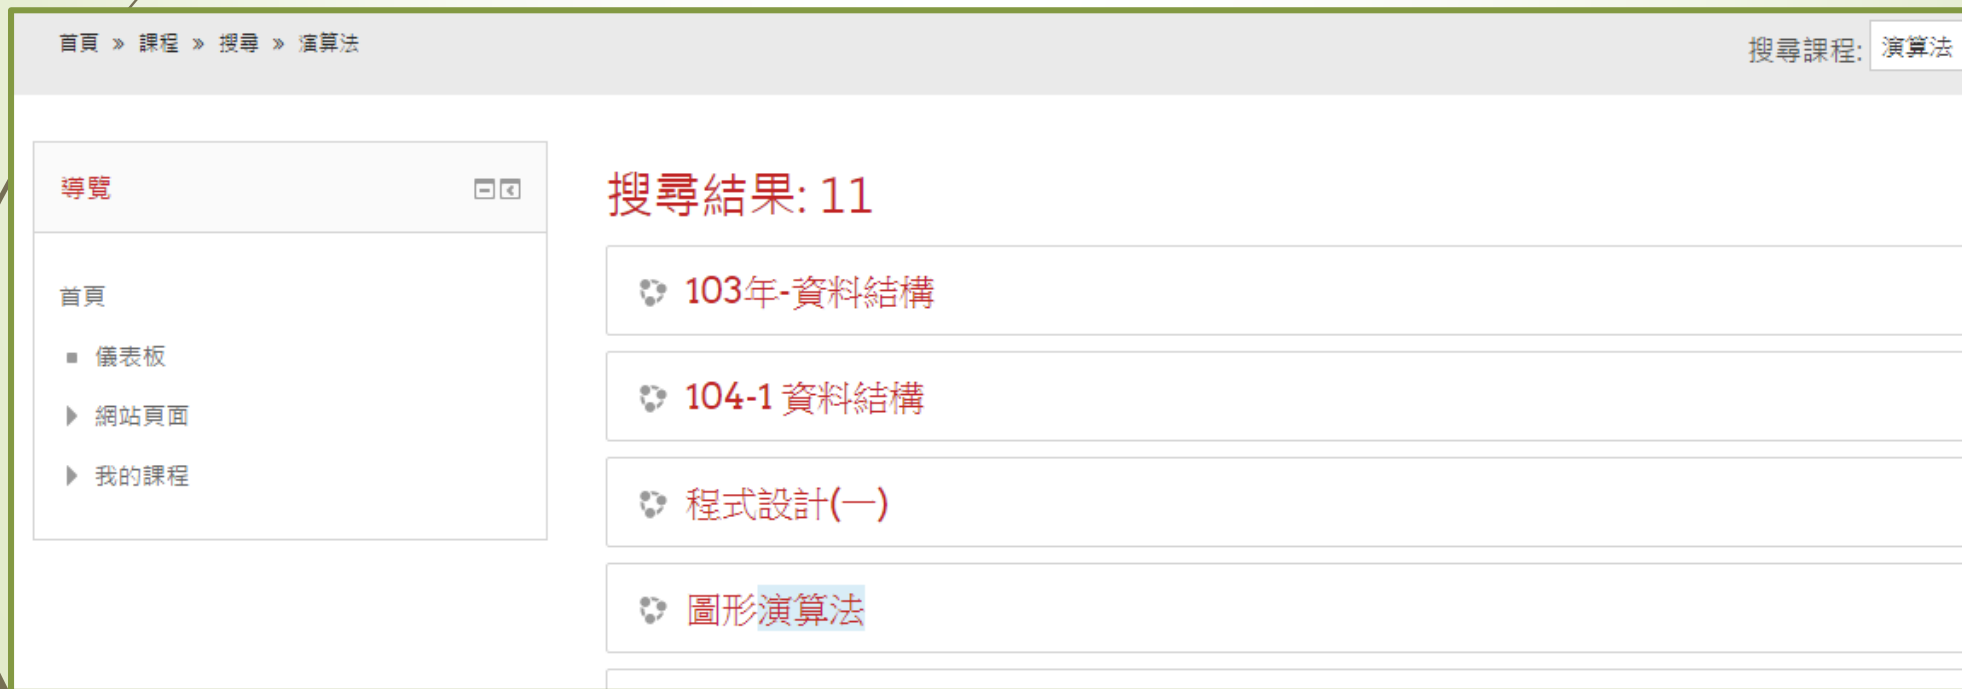 首頁 » 課程 » 搜尋 » 演算法
搜尋課程: 演算法
導覽
首頁
儀表板
網站頁面
我的課程
搜尋結果: 11
103年-資料結構
104-1 資料結構
程式設計(一)
圖形演算法